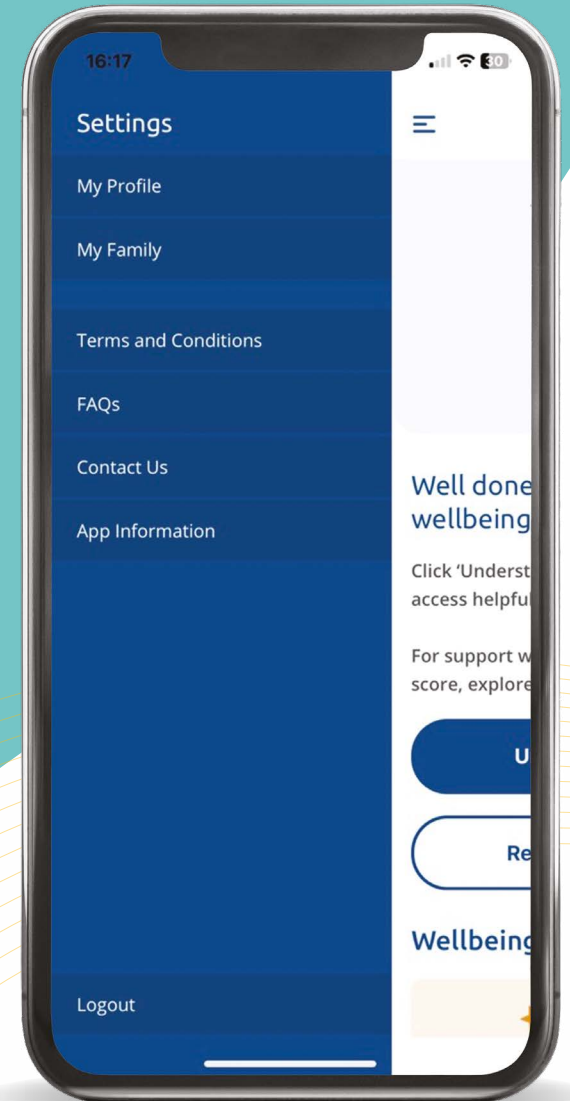 16:17
30
Settings
My Profile
My Family
Terms and Conditions
FAQs
Contact Us
App Information
Logout
Well done
wellbeing
Click ‘Underst
access helpful
For support w
score, explore
U
Re
Wellbeing